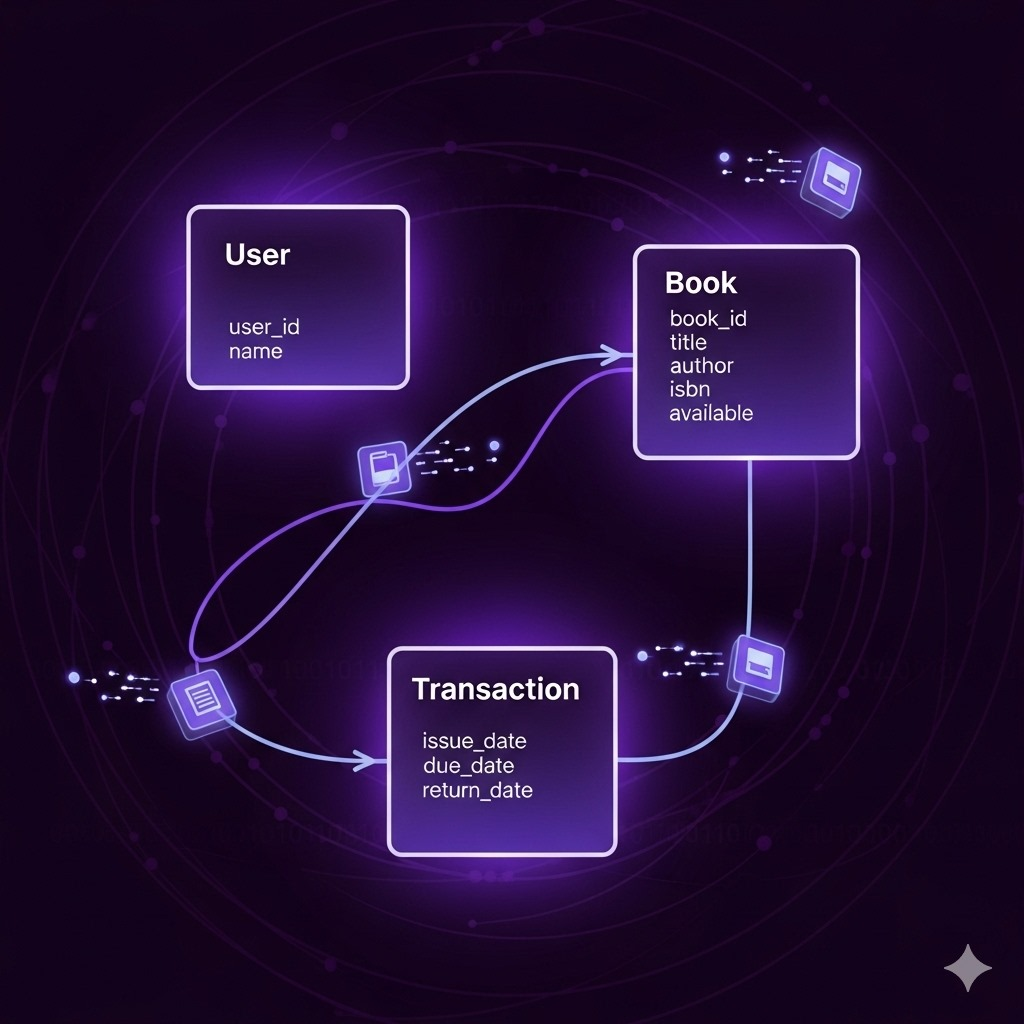 User
user_id
name
Book
book_id
title
author
isbn
available
Transaction
issue_date
due_date
return_date